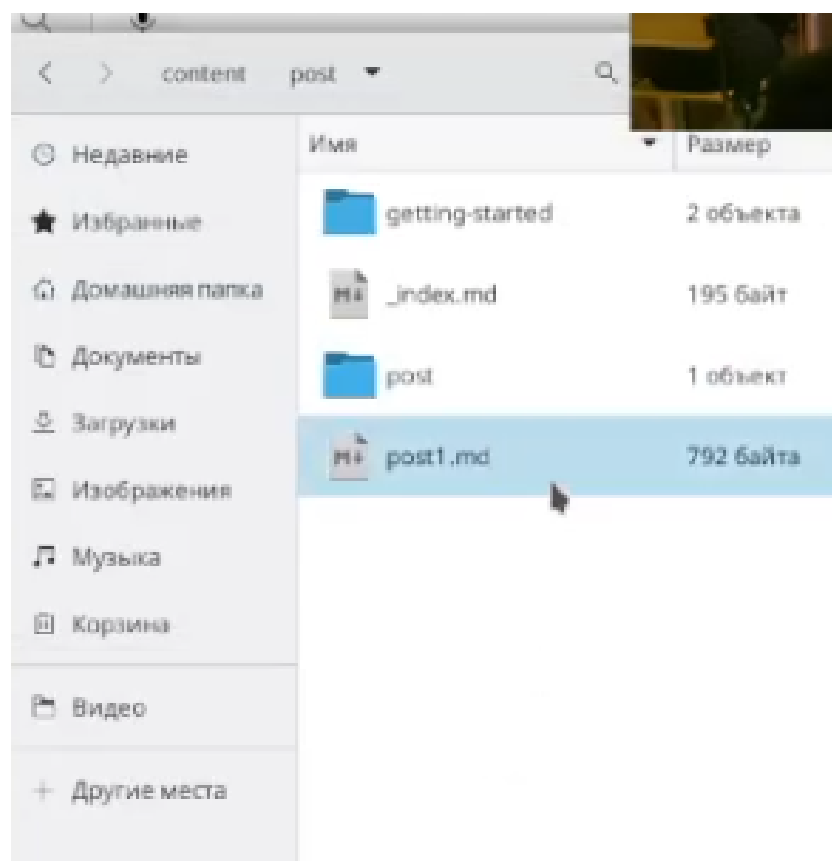 content post
Недавние
Избранные
Домашняя папка
Документы
Загрузки
Изображения
Музыка
Корзина
Видео
Другие места
Имя Размер
getting-started 2 объекта
_index.md 195 байт
post 1 объект
post1.md 792 байта